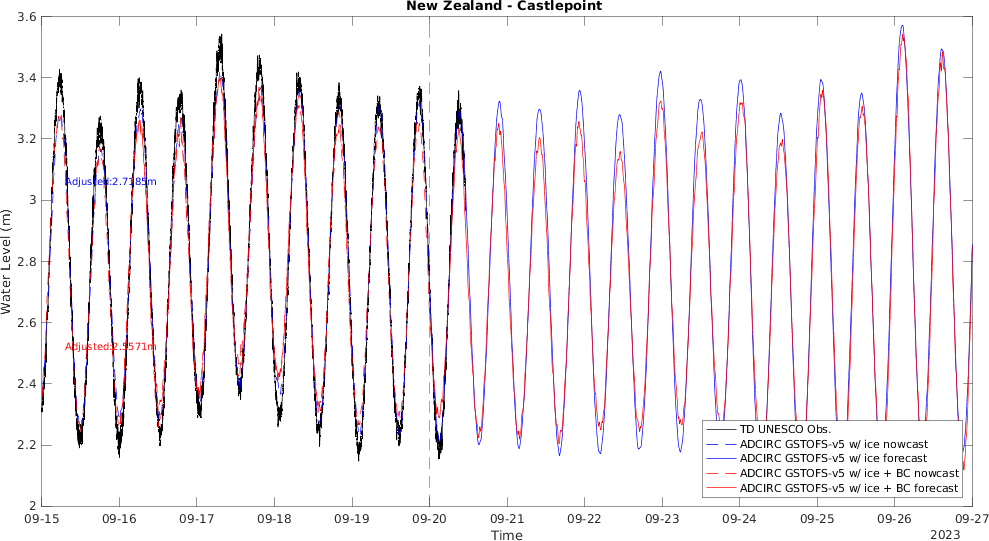 New Zealand - Castlepoint
Water Level (m)
3.6
3.4
3.2
3
2.8
2.6
2.4
2.2
2
Adjusted:2.7185m
Adjusted:2.5571m
TD UNESCO Obs.
ADCIRC GSTOFS-v5 w/ ice nowcast
ADCIRC GSTOFS-v5 w/ ice forecast
ADCIRC GSTOFS-v5 w/ ice + BC nowcast
ADCIRC GSTOFS-v5 w/ ice + BC forecast
09-15 09-16 09-17 09-18 09-19 09-20 09-21 09-22 09-23 09-24 09-25 09-26 09-27
Time
2023